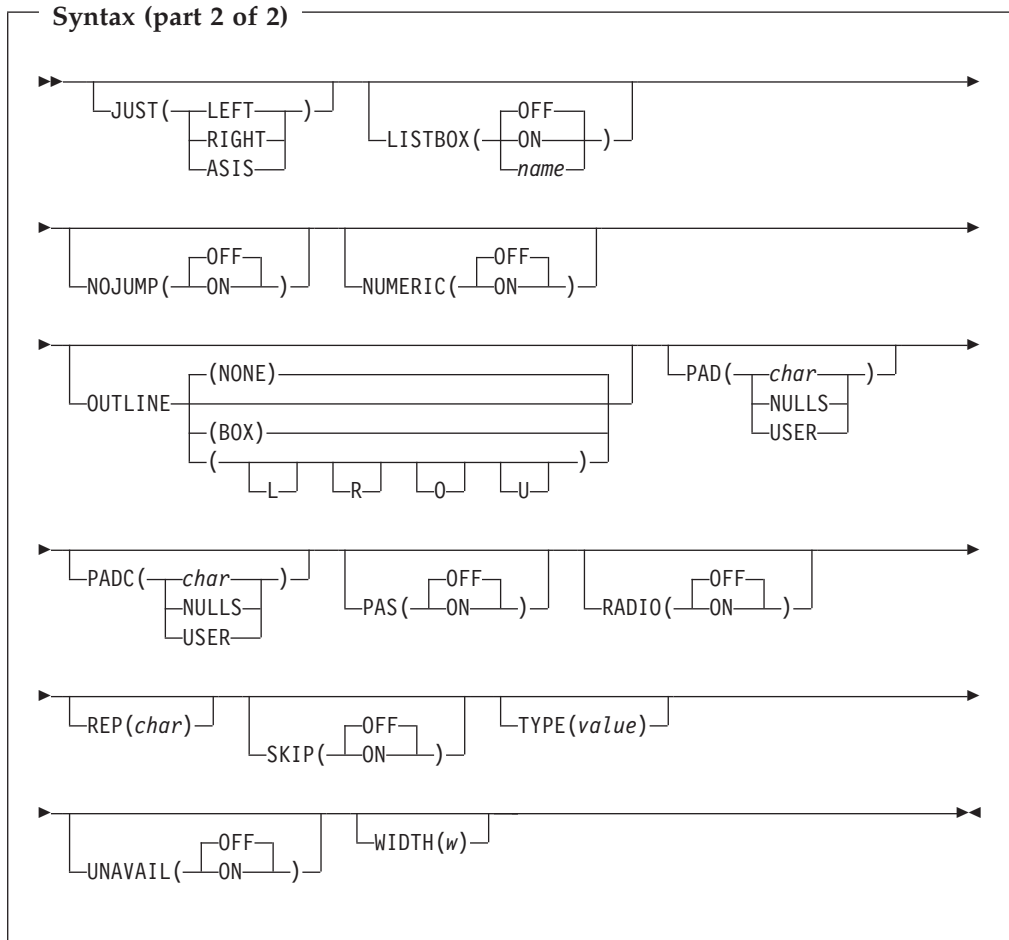 Syntax (part 2 of 2)
JUST( LEFT ) LISTBOX( OFF
RIGHT ON )
ASIS name
OFF OFF
NOJUMP( ON ) NUMERIC( ON )
(NONE) PAD( char )
OUTLINE NULLS
(BOX) USER
( L R O U )
PADC( char ) OFF OFF
NULLS PAS( ON ) RADIO( ON )
USER
REP(char) OFF TYPE(value)
SKIP( ON )
OFF WIDTH(w)
UNAVAIL( ON )